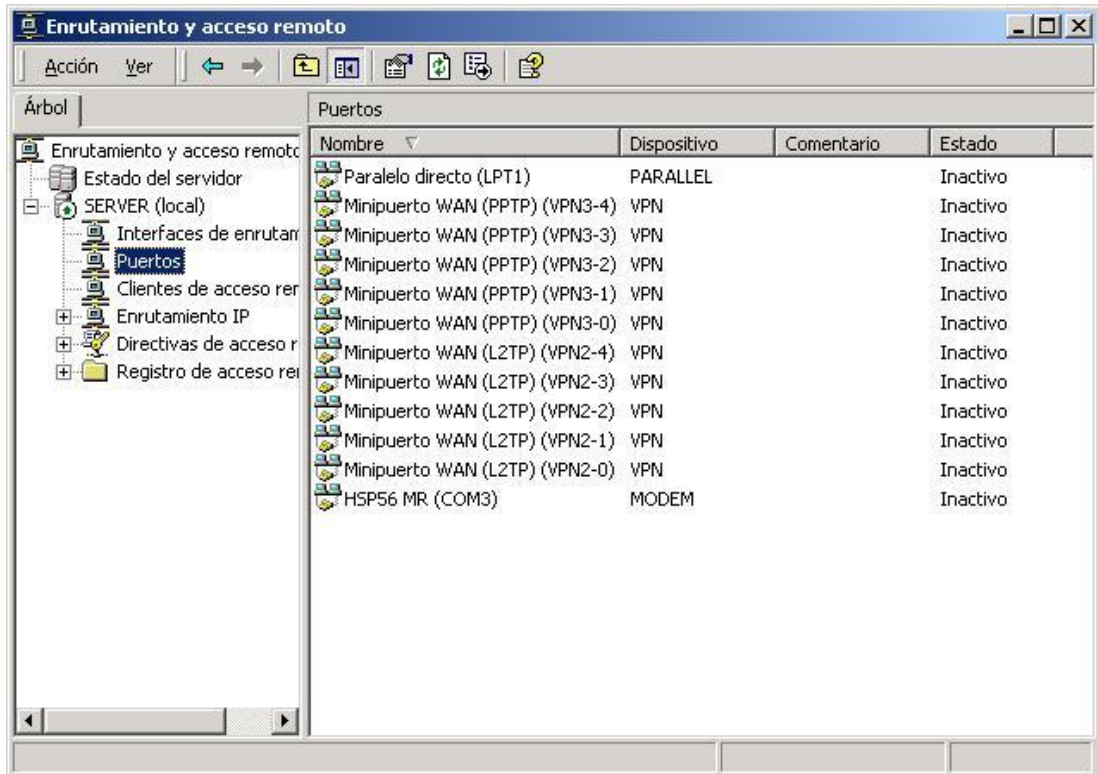 Enrutamiento y acceso remoto
Acción Ver
Árbol
Puertos
Enrutamiento y acceso remoto
Estado del servidor
SERVER (local)
Interfaces de enrutam
Puertos
Clientes de acceso rer
Enrutamiento IP
Directivas de acceso r
Registro de acceso rer
Nombre Dispositivo Comentario Estado
Paralelo directo (LPT1) PARALLEL Inactivo
Minipuerto WAN (PPTP) (VPN3-4) VPN Inactivo
Minipuerto WAN (PPTP) (VPN3-3) VPN Inactivo
Minipuerto WAN (PPTP) (VPN3-2) VPN Inactivo
Minipuerto WAN (PPTP) (VPN3-1) VPN Inactivo
Minipuerto WAN (PPTP) (VPN3-0) VPN Inactivo
Minipuerto WAN (L2TP) (VPN2-4) VPN Inactivo
Minipuerto WAN (L2TP) (VPN2-3) VPN Inactivo
Minipuerto WAN (L2TP) (VPN2-2) VPN Inactivo
Minipuerto WAN (L2TP) (VPN2-1) VPN Inactivo
Minipuerto WAN (L2TP) (VPN2-0) VPN Inactivo
HSP56 MR (COM3) MODEM Inactivo